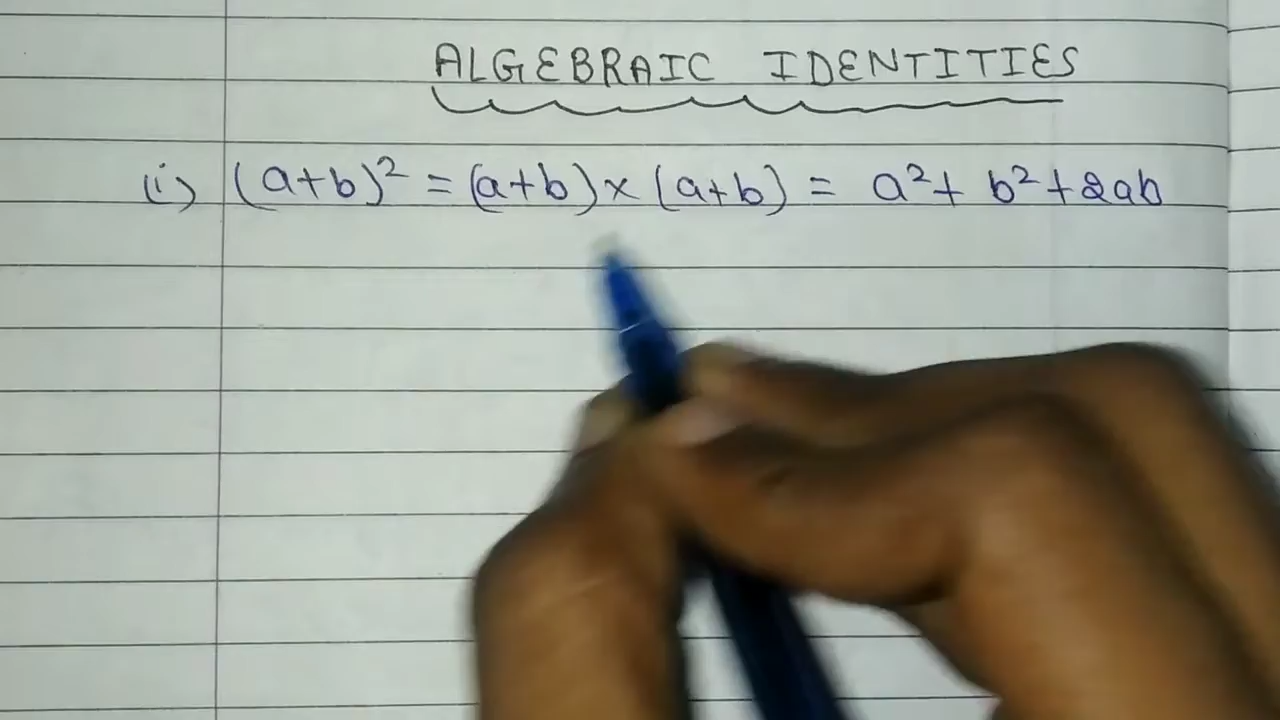 ALGEBRAIC IDENTITIES
(i) (a+b)² = (a+b) × (a+b) = a² + b² + 2ab